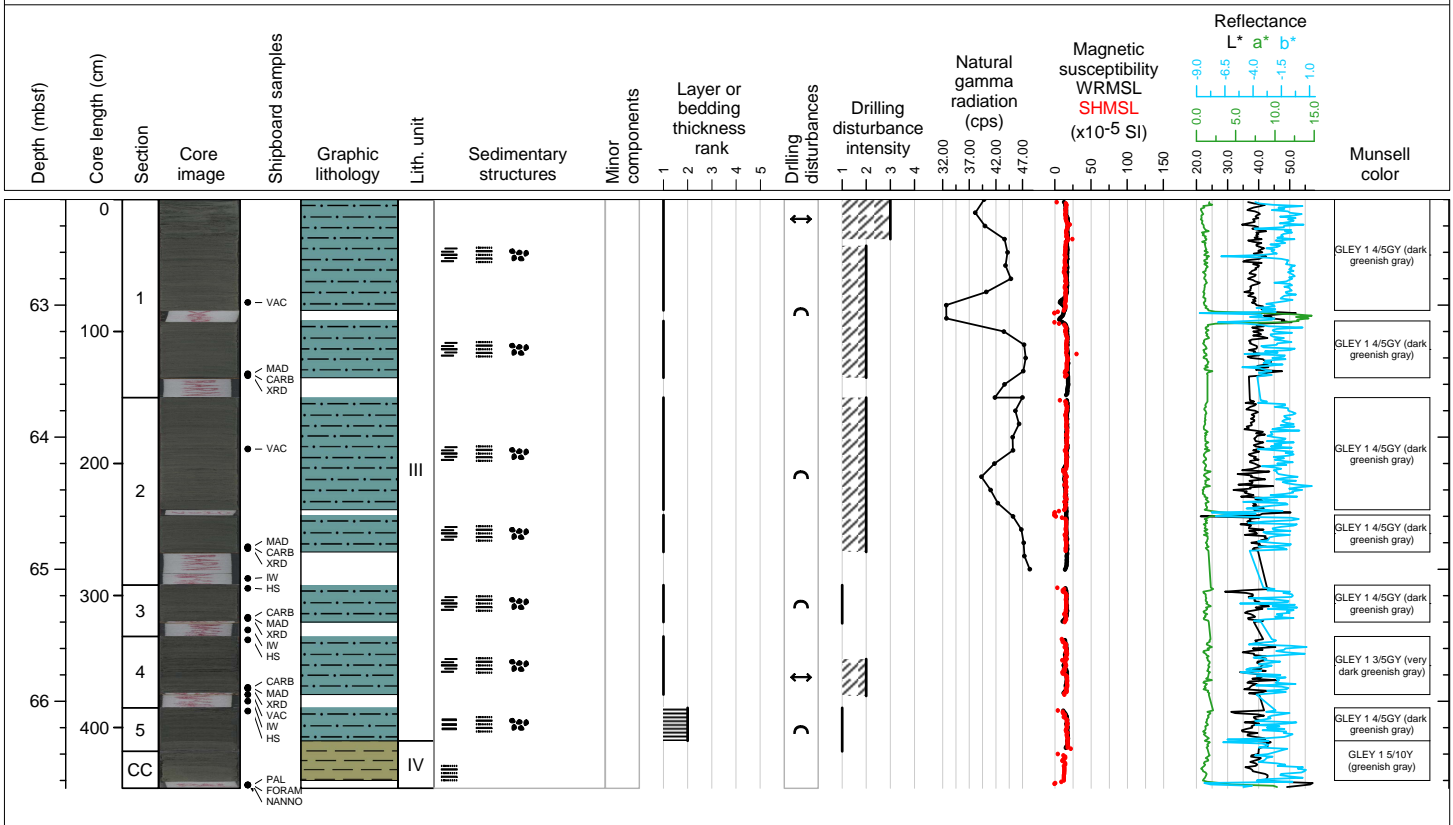 Depth (mbsf)
Core length (cm)
Section
Core
image
Shipboard samples
Graphic
lithology
Lith. unit
Sedimentary
structures
Minor
components
Layer or
bedding
thickness
rank
1 2 3 4 5
Drilling
disturbances
Drilling
disturbance
intensity
1 2 3 4
Natural
gamma
radiation
(cps)
32.00 37.00 42.00 47.00
Magnetic
susceptibility
WRMSL
SHMSL
(x10-5 SI)
0 50 100 150
Reflectance
L* a* b*
-9.0 -6.5 -4.0 -1.5 1.0
0.0 5.0 10.0 15.0
20.0 30.0 40.0 50.0
Munsell
color
0
100
200
300
400
63
64
65
66
1
2
3
4
5
CC
VAC
MAD
CARB
XRD
VAC
MAD
CARB
XRD
IW
HS
CARB
MAD
XRD
IW
HS
CARB
MAD
XRD
VAC
IW
HS
PAL
FORAM
NANNO
III
IV
GLEY 1 4/5GY (dark
greenish gray)
GLEY 1 4/5GY (dark
greenish gray)
GLEY 1 4/5GY (dark
greenish gray)
GLEY 1 4/5GY (dark
greenish gray)
GLEY 1 4/5GY (dark
greenish gray)
GLEY 1 3/5GY (very
dark greenish gray)
GLEY 1 4/5GY (dark
greenish gray)
GLEY 1 5/10Y
(greenish gray)